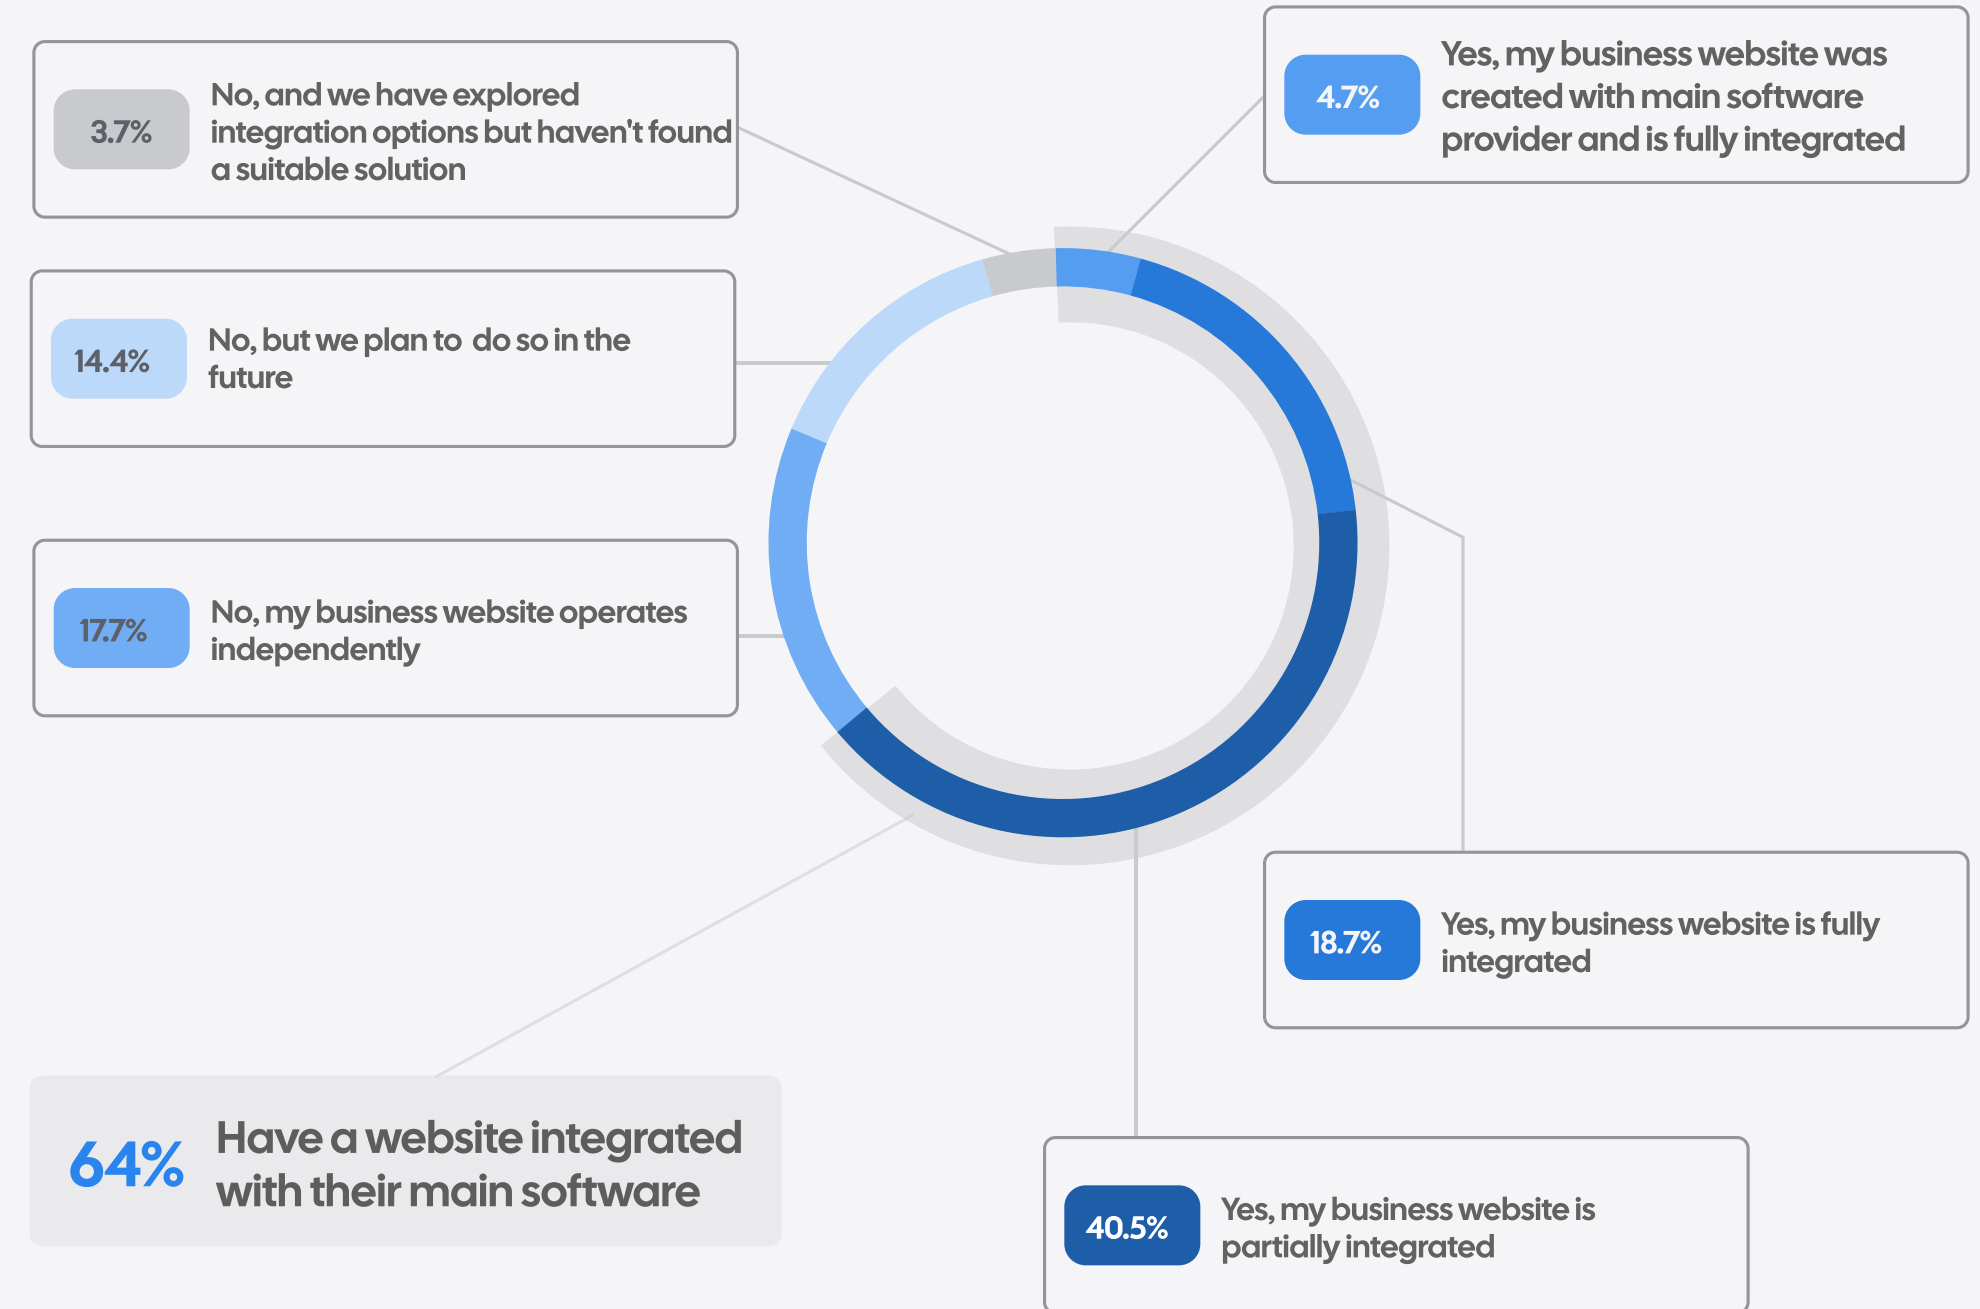 3.7%
No, and we have explored
integration options but haven't found
a suitable solution
4.7%
Yes, my business website was
created with main software
provider and is fully integrated
14.4%
No, but we plan to  do so in the
future
17.7%
No, my business website operates
independently
18.7%
Yes, my business website is fully
integrated
64%
Have a website integrated
with their main software
40.5%
Yes, my business website is
partially integrated